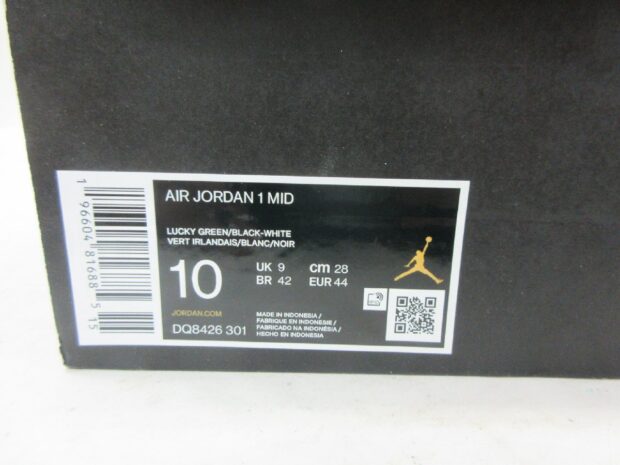 AIR JORDAN 1 MID
LUCKY GREEN/BLACK-WHITE
VERT IRLANDAIS/BLANC/NOIR
10
UK 9
cm 28
BR 42
EUR 44
JORDAN.COM
DQ8426 301
MADE IN INDONESIA/
FABRIQUE EN INDONESIE/
FABRICADO NA INDONÉSIA/
HECHO EN INDONESIA
1 96604 81688 5 15